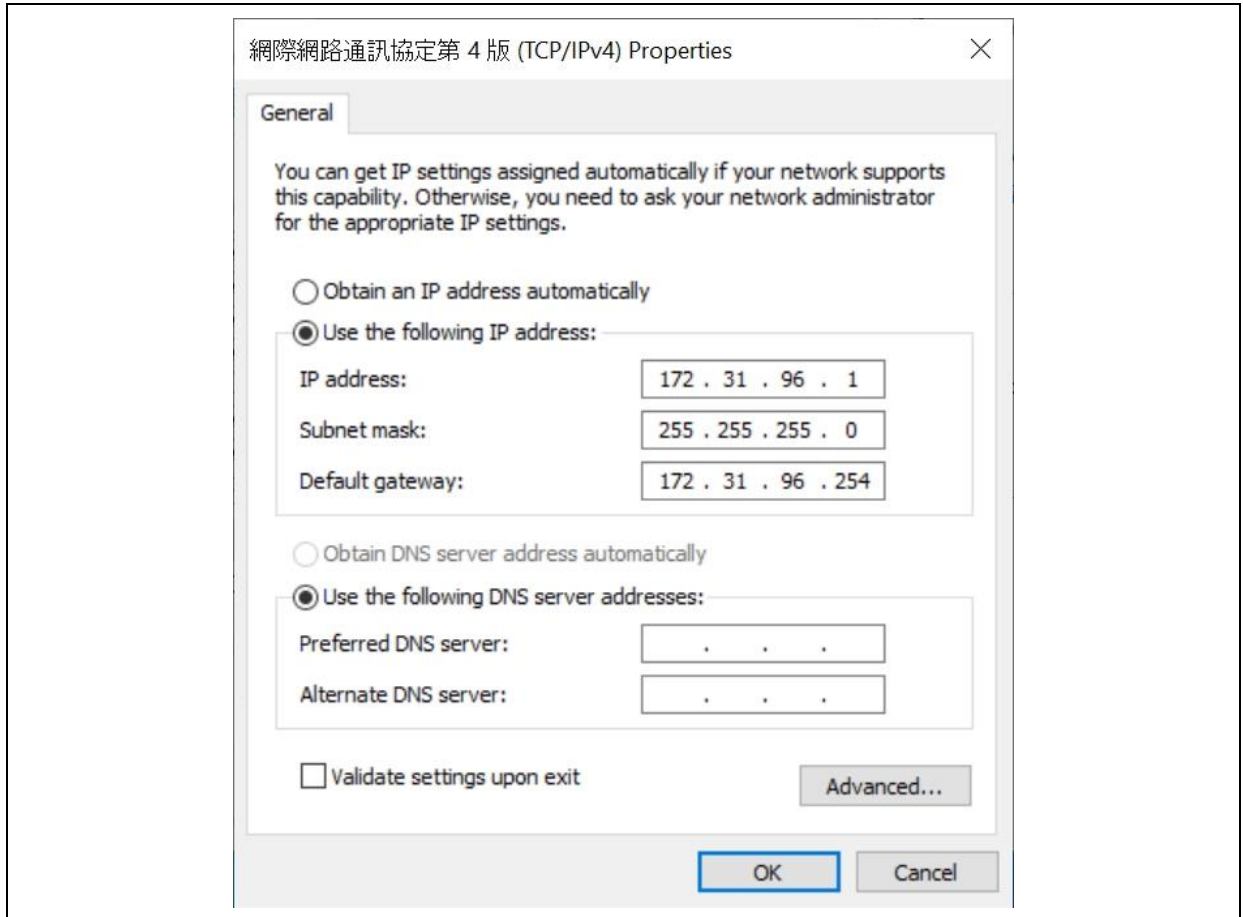 網際網路通訊協定第 4 版 (TCP/IPv4) Properties
General
You can get IP settings assigned automatically if your network supports
this capability. Otherwise, you need to ask your network administrator
for the appropriate IP settings.
Obtain an IP address automatically
Use the following IP address:
IP address: 172 . 31 . 96 . 1
Subnet mask: 255 . 255 . 255 . 0
Default gateway: 172 . 31 . 96 . 254
Obtain DNS server address automatically
Use the following DNS server addresses:
Preferred DNS server: . . .
Alternate DNS server: . . .
Validate settings upon exit
Advanced...
OK Cancel